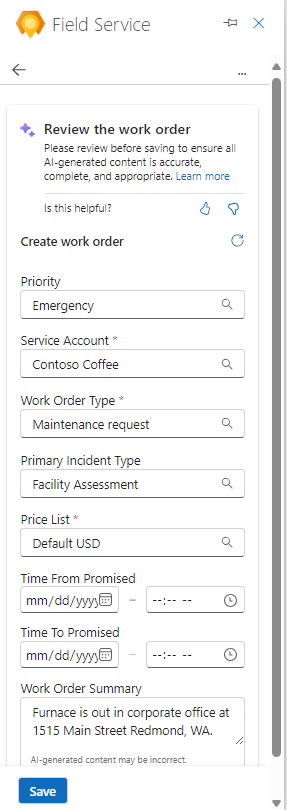 Field Service
...
Review the work order
Please review before saving to ensure all
AI-generated content is accurate,
complete, and appropriate. Learn more
Is this helpful?
Create work order
Priority
Emergency
Service Account *
Contoso Coffee
Work Order Type *
Maintenance request
Primary Incident Type
Facility Assessment
Price List *
Default USD
Time From Promised
mm/dd/yyyy – --:-- --
Time To Promised
mm/dd/yyyy – --:-- --
Work Order Summary
Furnace is out in corporate office at
1515 Main Street Redmond, WA.
AI-generated content may be incorrect.
Save